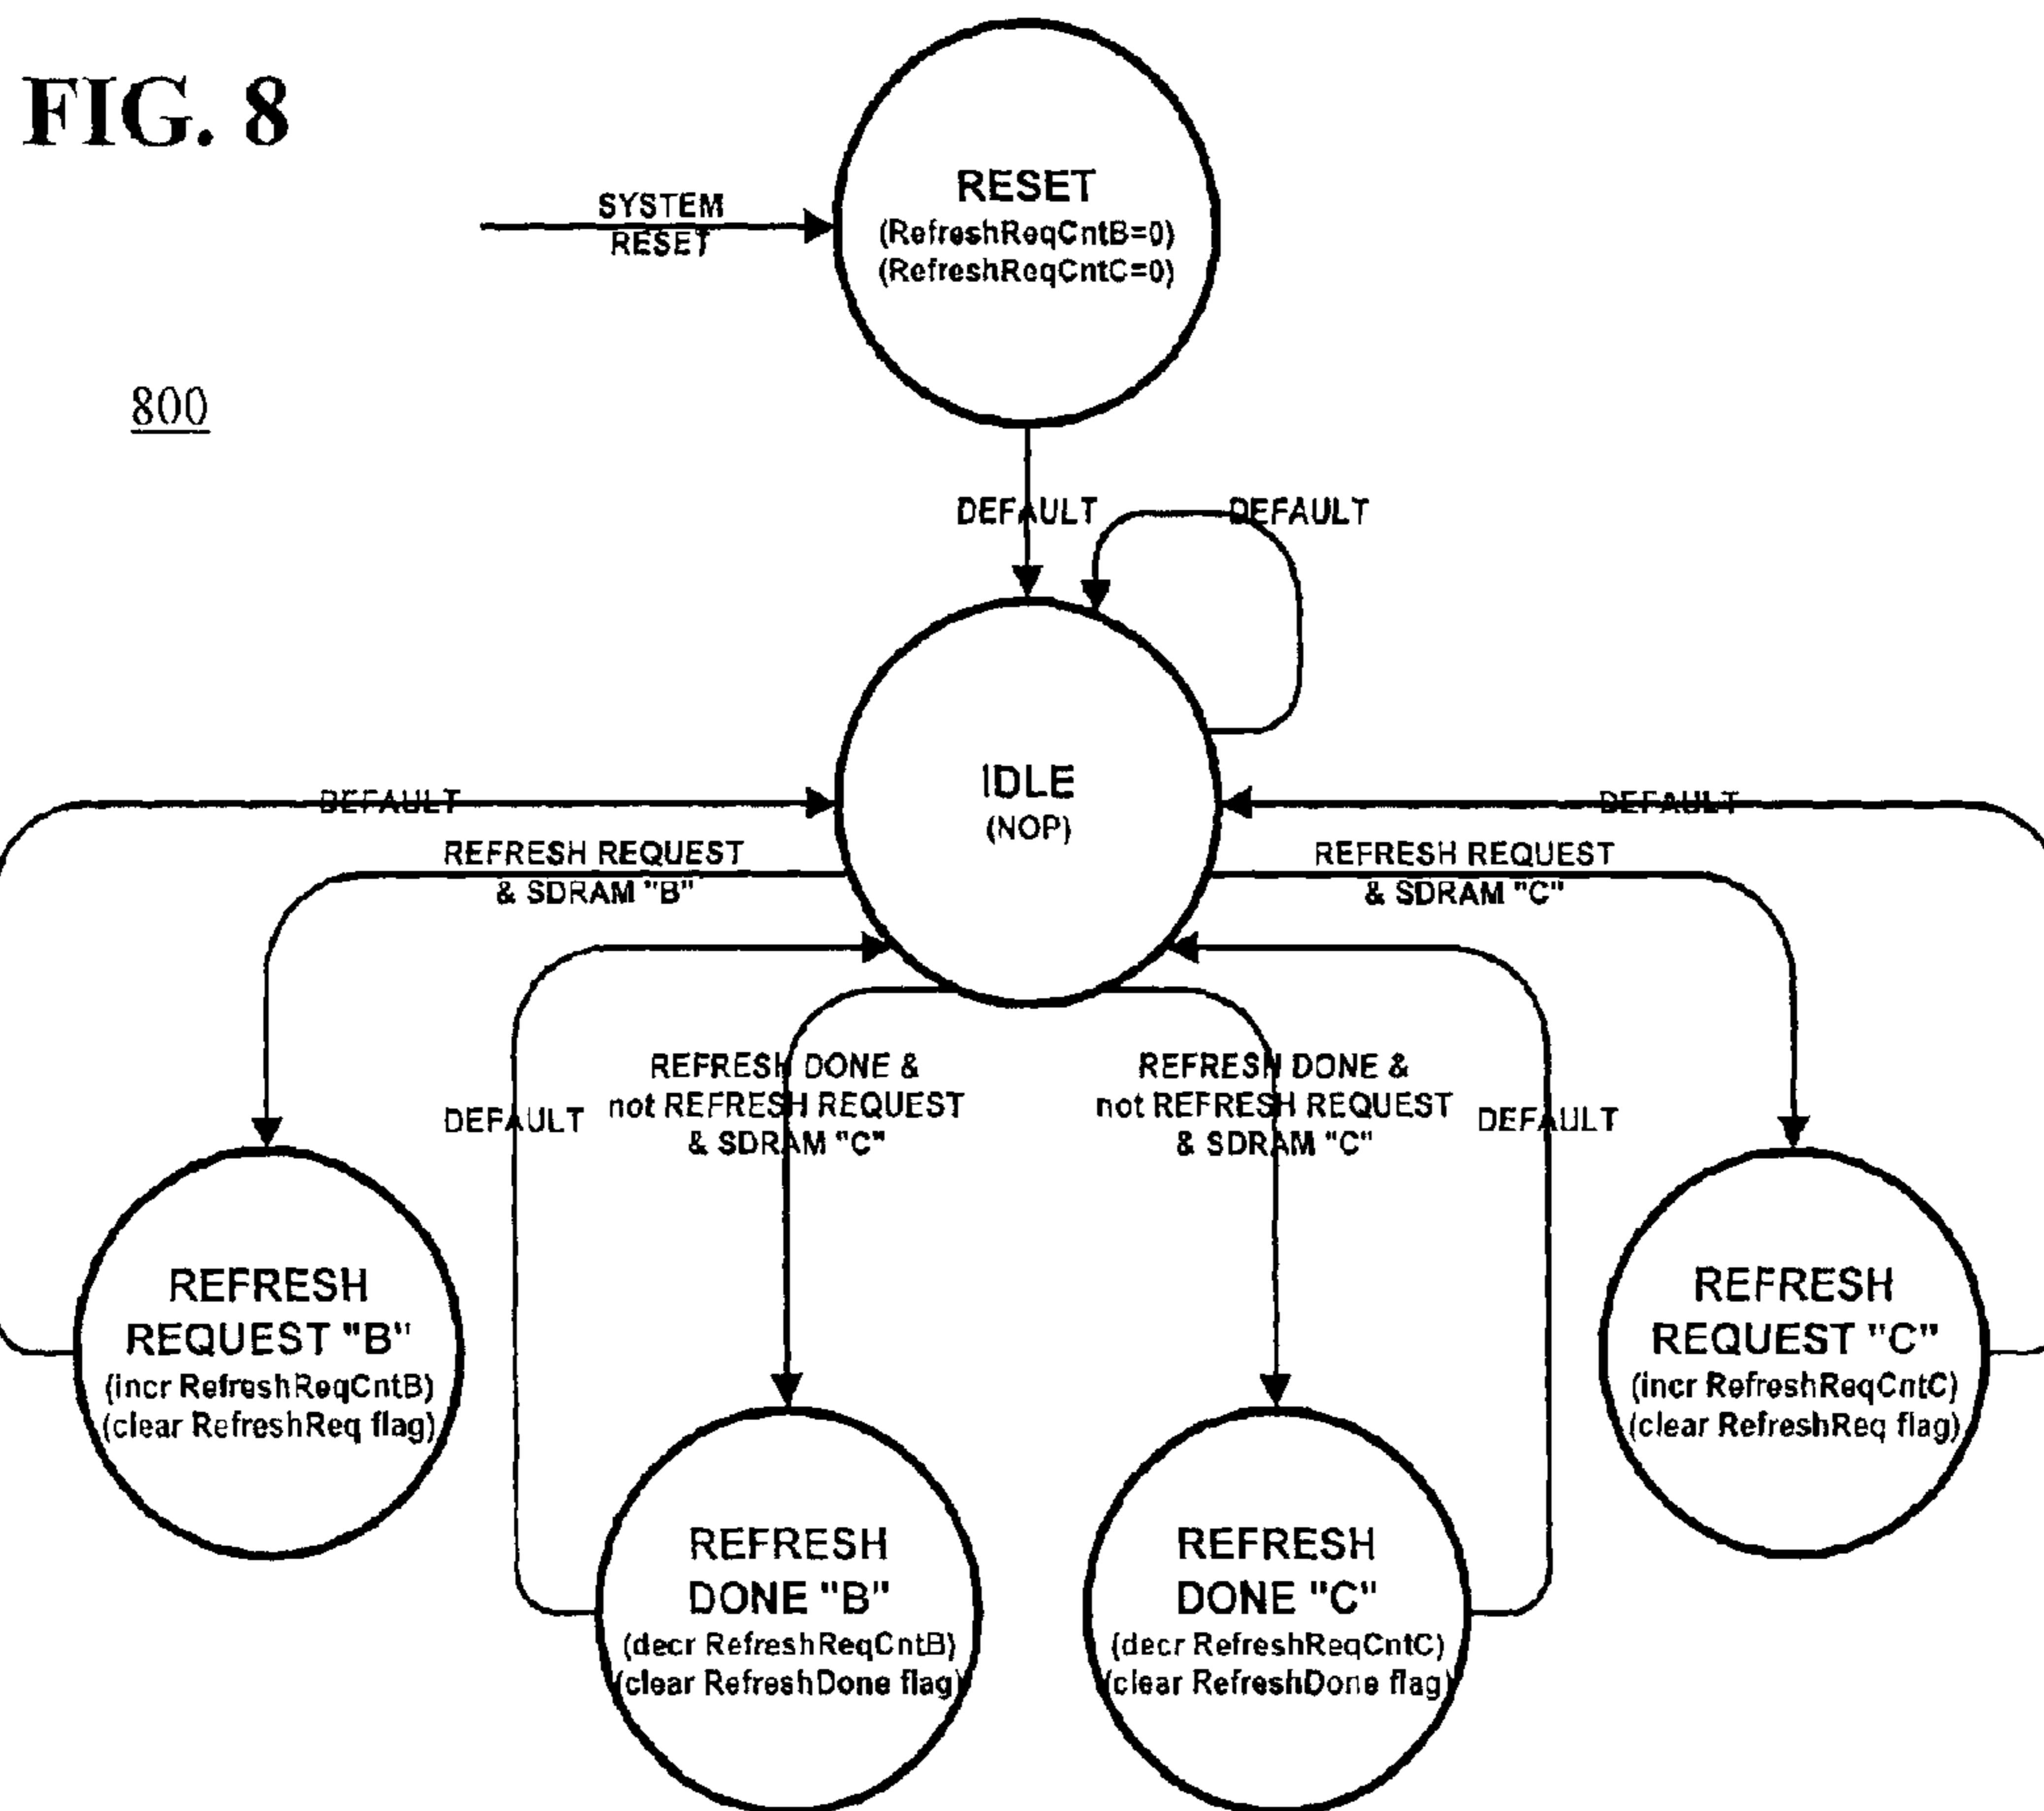 FIG. 8
SYSTEM
RESET
RESET
(RefreshReqCntB=0)
(RefreshReqCntC=0)
800
DEFAULT
DEFAULT
IDLE
(NOP)
DEFAULT
DEFAULT
REFRESH REQUEST
& SDRAM "B"
REFRESH REQUEST
& SDRAM "C"
REFRESH DONE &
not REFRESH REQUEST
& SDRAM "C"
REFRESH DONE &
not REFRESH REQUEST
& SDRAM "C"
DEFAULT
DEFAULT
REFRESH
REQUEST "B"
(incr RefreshReqCntB)
(clear RefreshReq flag)
REFRESH
REQUEST "C"
(incr RefreshReqCntC)
(clear RefreshReq flag)
REFRESH
DONE "B"
(decr RefreshReqCntB)
(clear RefreshDone flag)
REFRESH
DONE "C"
(decr RefreshReqCntC)
(clear RefreshDone flag)